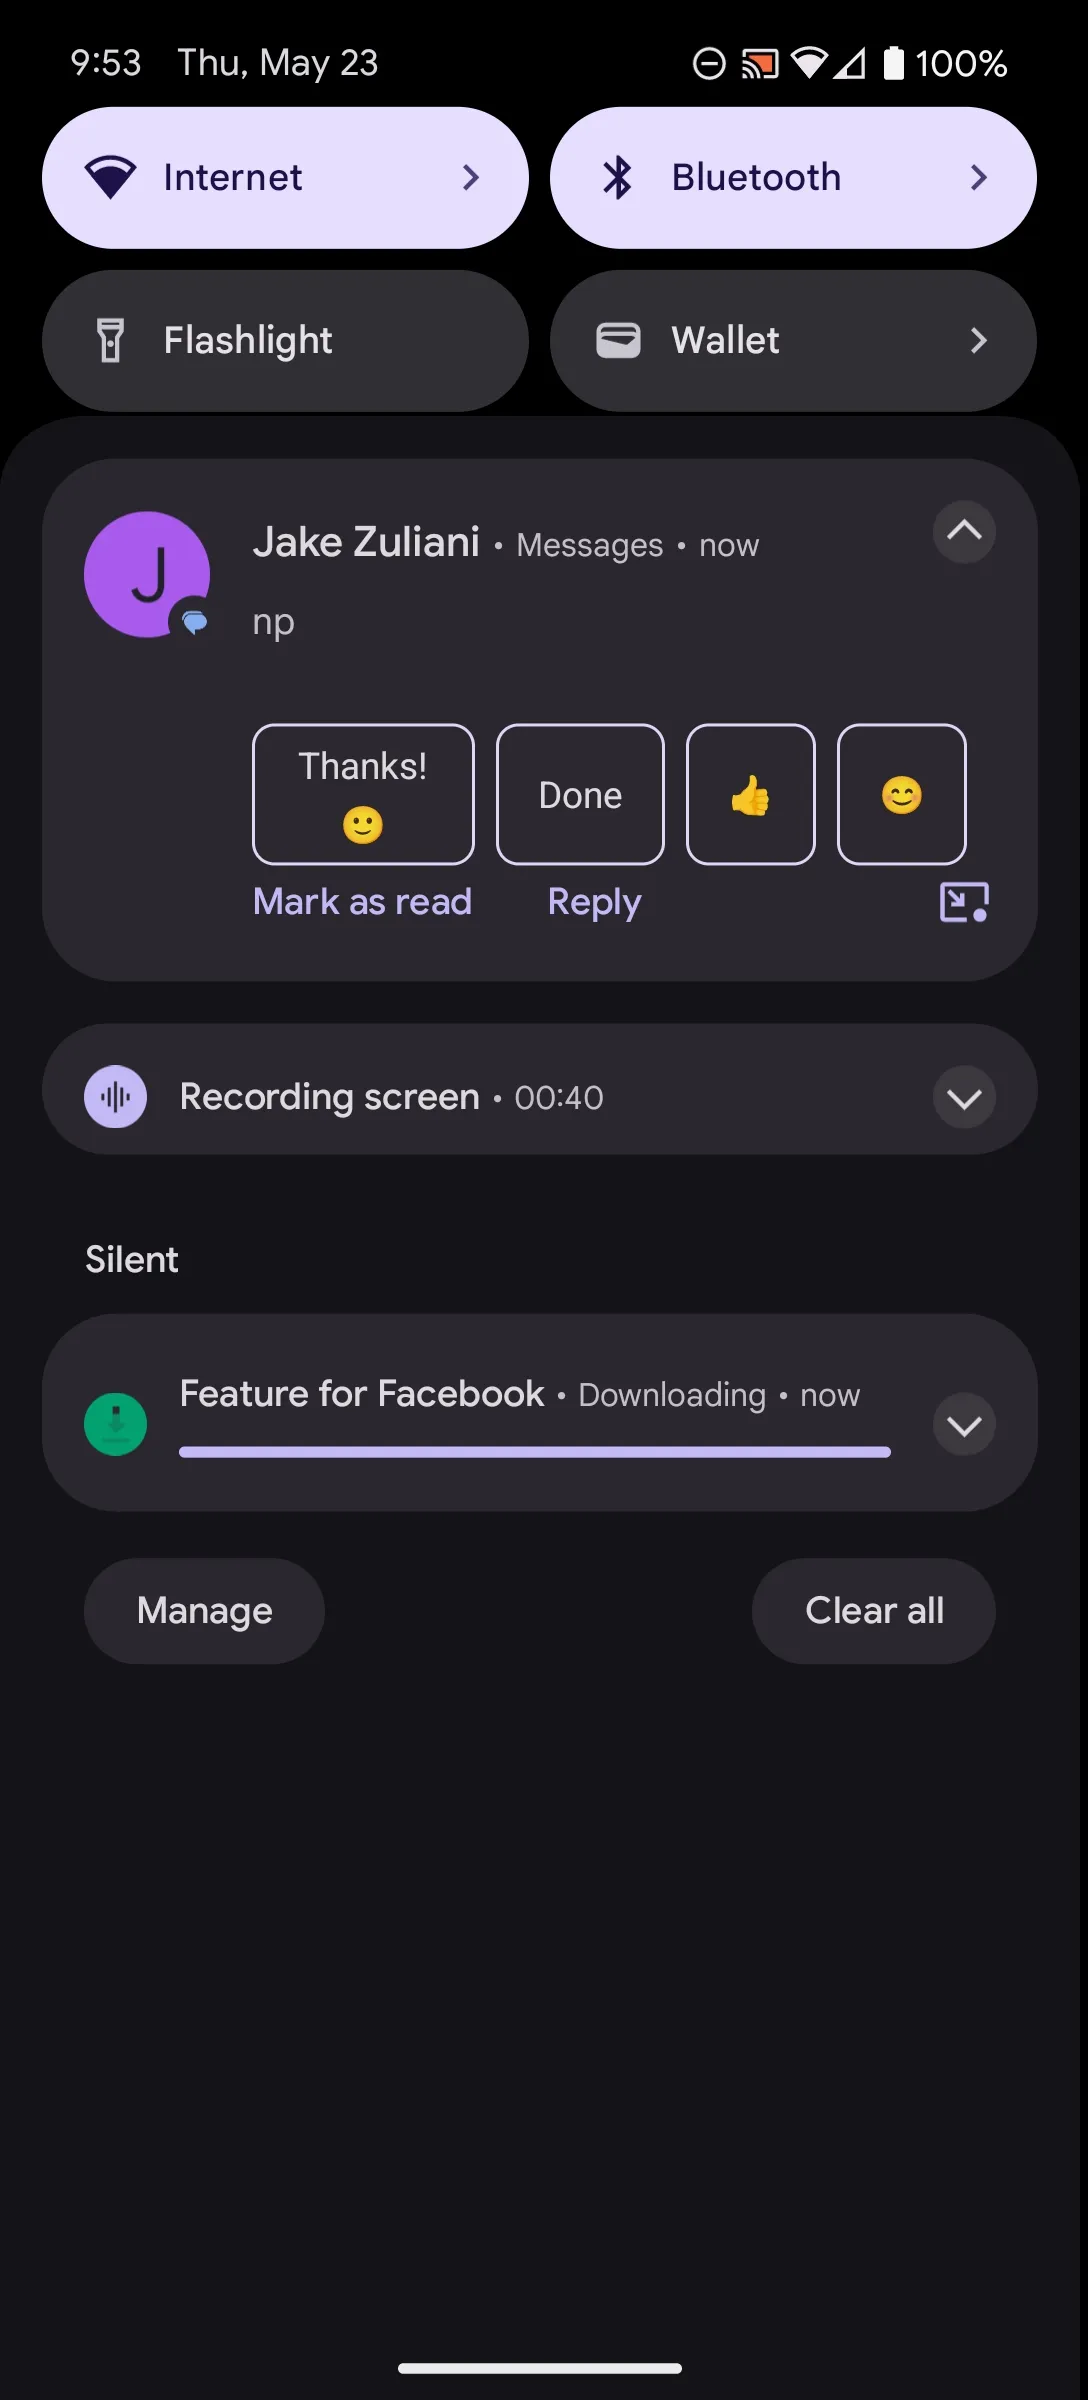 9:53 Thu, May 23 100%
Internet Bluetooth
Flashlight Wallet
J
Jake Zuliani • Messages • now
np
Thanks! 🙂 Done 👍 😊
Mark as read Reply
Recording screen • 00:40
Silent
Feature for Facebook • Downloading • now
Manage Clear all